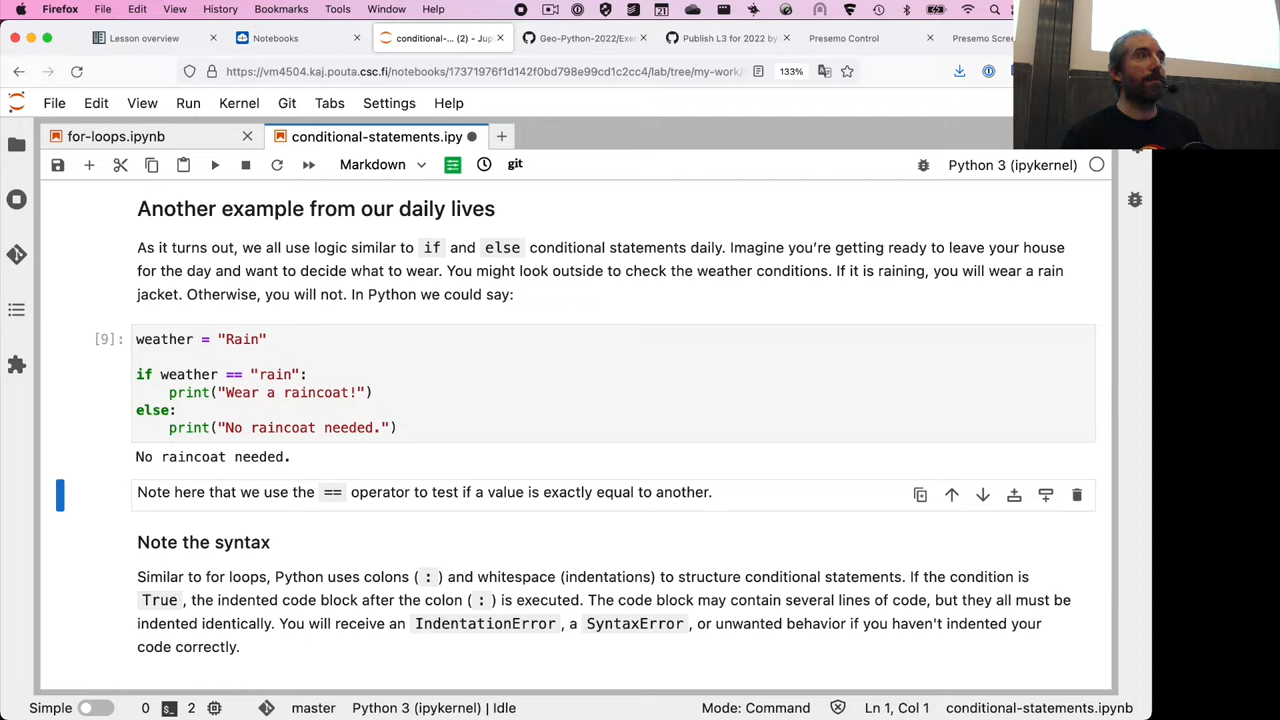 Firefox File Edit View History Bookmarks Tools Window Help
Lesson overview × Notebooks × conditional-... (2) - Jup × Geo-Python-2022/Exer × Publish L3 for 2022 by × Presemo Control × Presemo Scree
https://vm4504.kaj.pouta.csc.fi/notebooks/17371976f1d142f0bd798e99cd1c2cc4/lab/tree/my-work/ 133%
File Edit View Run Kernel Git Tabs Settings Help
for-loops.ipynb × conditional-statements.ipy ● +
Markdown git Python 3 (ipykernel)
Another example from our daily lives
As it turns out, we all use logic similar to if and else conditional statements daily. Imagine you're getting ready to leave your house
for the day and want to decide what to wear. You might look outside to check the weather conditions. If it is raining, you will wear a rain
jacket. Otherwise, you will not. In Python we could say:
[9]: weather = "Rain"
if weather == "rain":
    print("Wear a raincoat!")
else:
    print("No raincoat needed.")
No raincoat needed.
Note here that we use the == operator to test if a value is exactly equal to another.
Note the syntax
Similar to for loops, Python uses colons ( : ) and whitespace (indentations) to structure conditional statements. If the condition is
True , the indented code block after the colon ( : ) is executed. The code block may contain several lines of code, but they all must be
indented identically. You will receive an IndentationError , a SyntaxError , or unwanted behavior if you haven't indented your
code correctly.
Simple 0 2 master Python 3 (ipykernel) | Idle Mode: Command Ln 1, Col 1 conditional-statements.ipynb